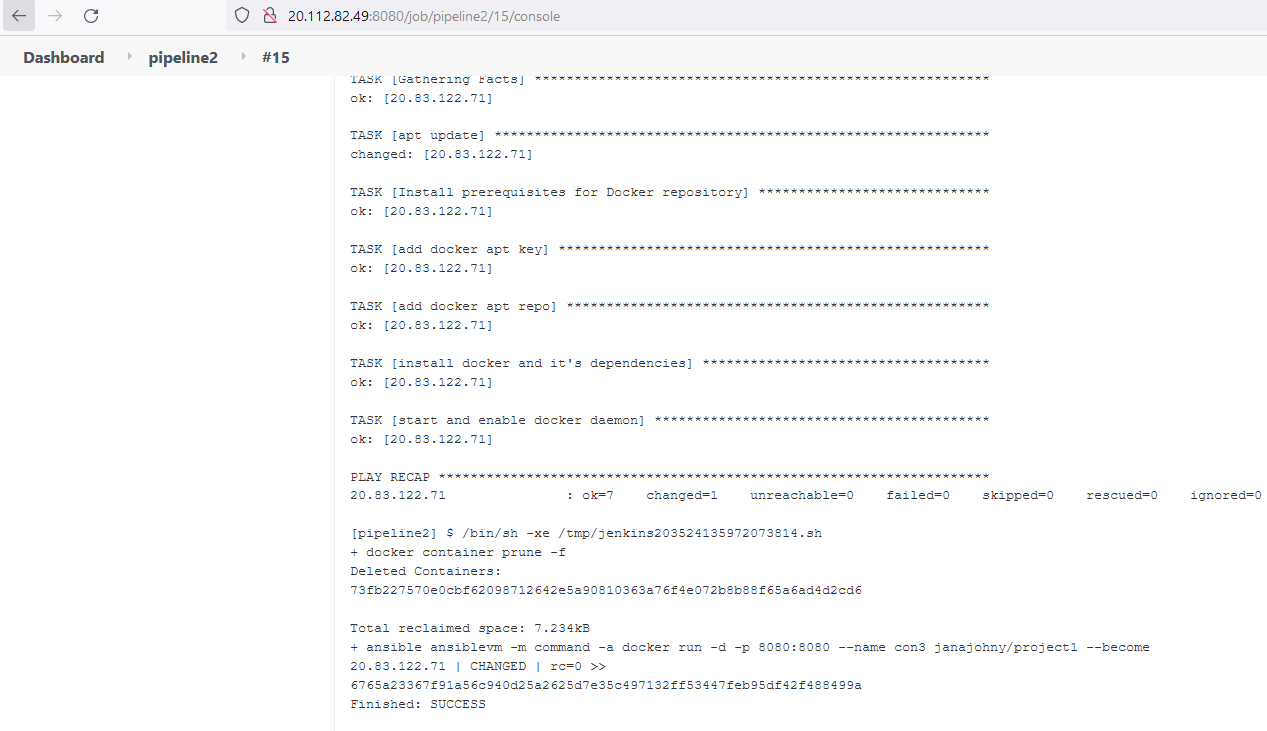 20.112.82.49:8080/job/pipeline2/15/console
Dashboard pipeline2 #15
TASK [Gathering Facts] *********************************************************
ok: [20.83.122.71]
TASK [apt update] **************************************************************
changed: [20.83.122.71]
TASK [Install prerequisites for Docker repository] *****************************
ok: [20.83.122.71]
TASK [add docker apt key] ******************************************************
ok: [20.83.122.71]
TASK [add docker apt repo] *****************************************************
ok: [20.83.122.71]
TASK [install docker and it's dependencies] ************************************
ok: [20.83.122.71]
TASK [start and enable docker daemon] ******************************************
ok: [20.83.122.71]
PLAY RECAP *********************************************************************
20.83.122.71 : ok=7 changed=1 unreachable=0 failed=0 skipped=0 rescued=0 ignored=0
[pipeline2] $ /bin/sh -xe /tmp/jenkins203524135972073814.sh
+ docker container prune -f
Deleted Containers:
73fb227570e0cbf62098712642e5a90810363a76f4e072b8b88f65a6ad4d2cd6
Total reclaimed space: 7.234kB
+ ansible ansiblevm -m command -a docker run -d -p 8080:8080 --name con3 janajohny/project1 --become
20.83.122.71 | CHANGED | rc=0 >>
6765a23367f91a56c940d25a2625d7e35c497132ff53447feb95df42f488499a
Finished: SUCCESS